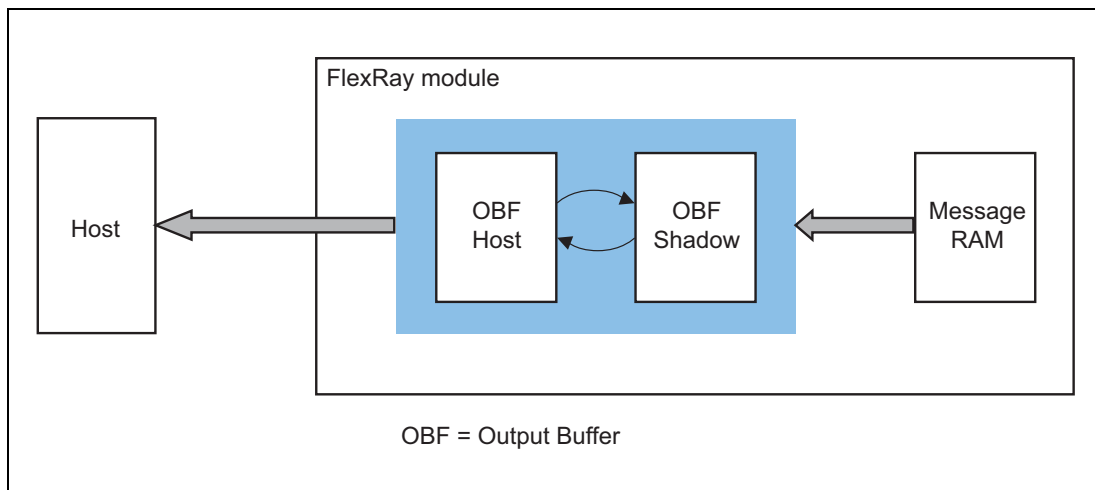 FlexRay module
Host
OBF
Host
OBF
Shadow
Message
RAM
OBF = Output Buffer